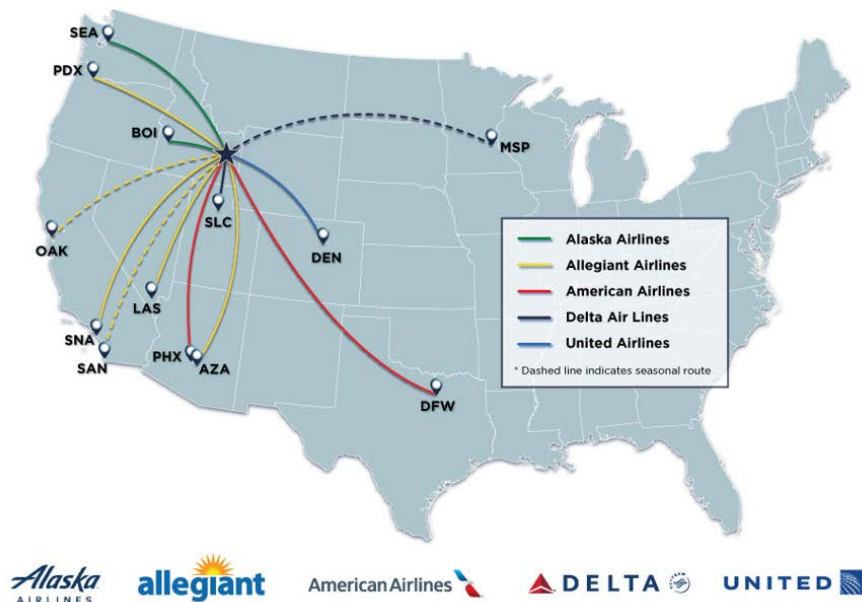 SEA
PDX
BOI
MSP
SLC
OAK
DEN
LAS
SNA
SAN
PHX
AZA
DFW
Alaska Airlines
Allegiant Airlines
American Airlines
Delta Air Lines
United Airlines
* Dashed line indicates seasonal route
Alaska
AIRLINES
allegiant
American Airlines
DELTA
UNITED